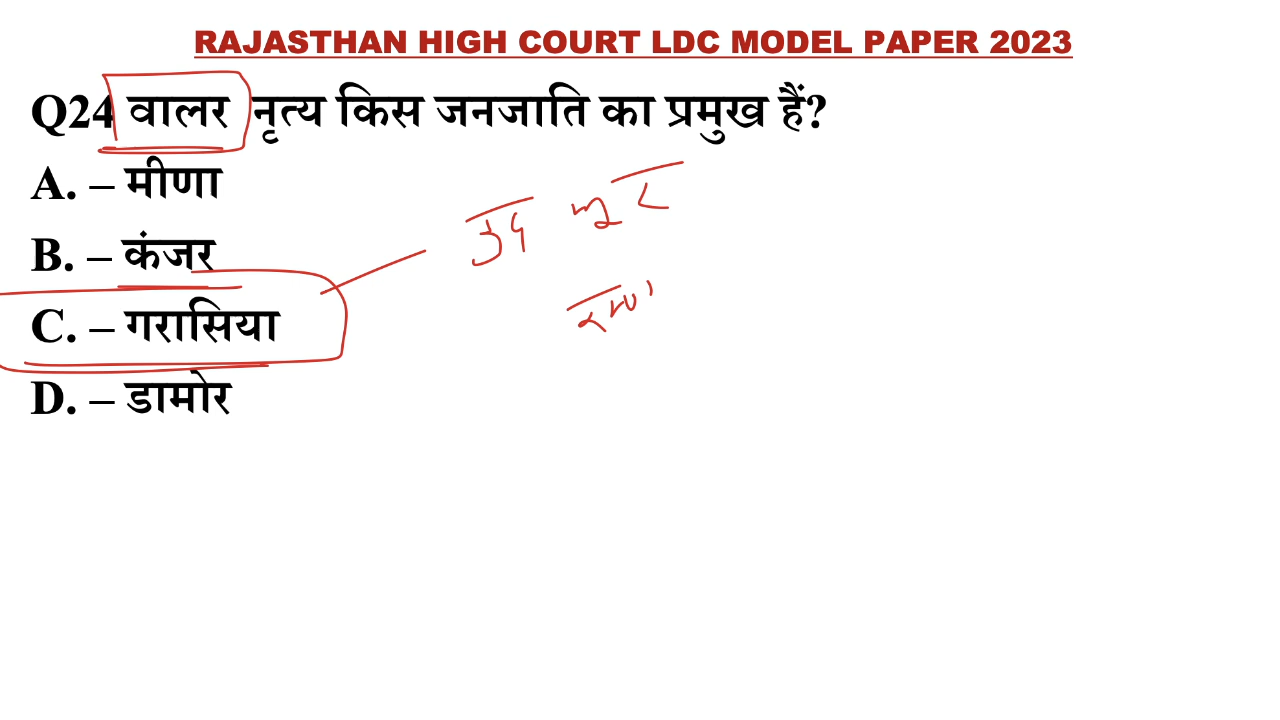 RAJASTHAN HIGH COURT LDC MODEL PAPER 2023
Q24 वालर नृत्य किस जनजाति का प्रमुख हैं?
A. – मीणा
B. – कंजर
C. – गरासिया
D. – डामोर